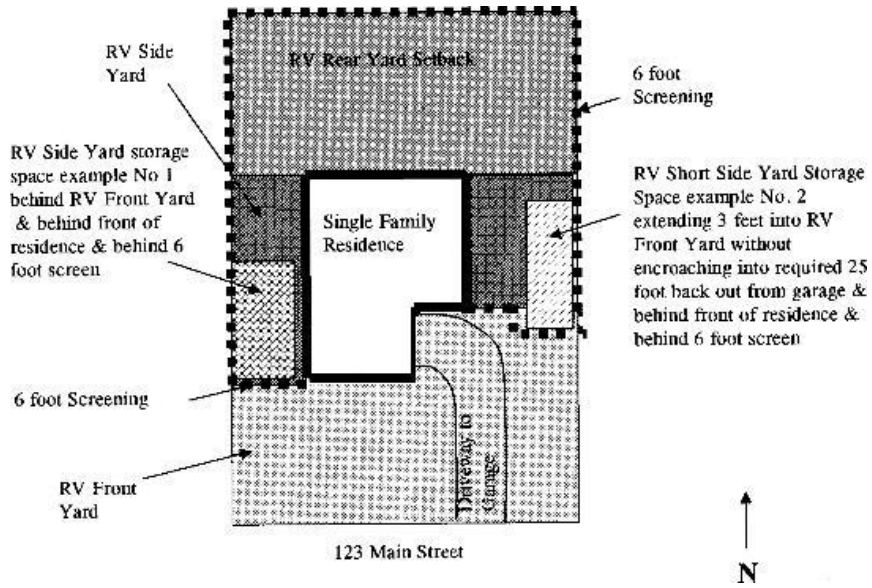 RV Side
Yard
RV Rear Yard Setback
6 foot
Screening
RV Side Yard storage
space example No 1
behind RV Front Yard
& behind front of
residence & behind 6
foot screen
Single Family
Residence
RV Short Side Yard Storage
Space example No. 2
extending 3 feet into RV
Front Yard without
encroaching into required 25
foot back out from garage &
behind front of residence &
behind 6 foot screen
6 foot Screening
RV Front
Yard
Driveway to
Garage
123 Main Street
N